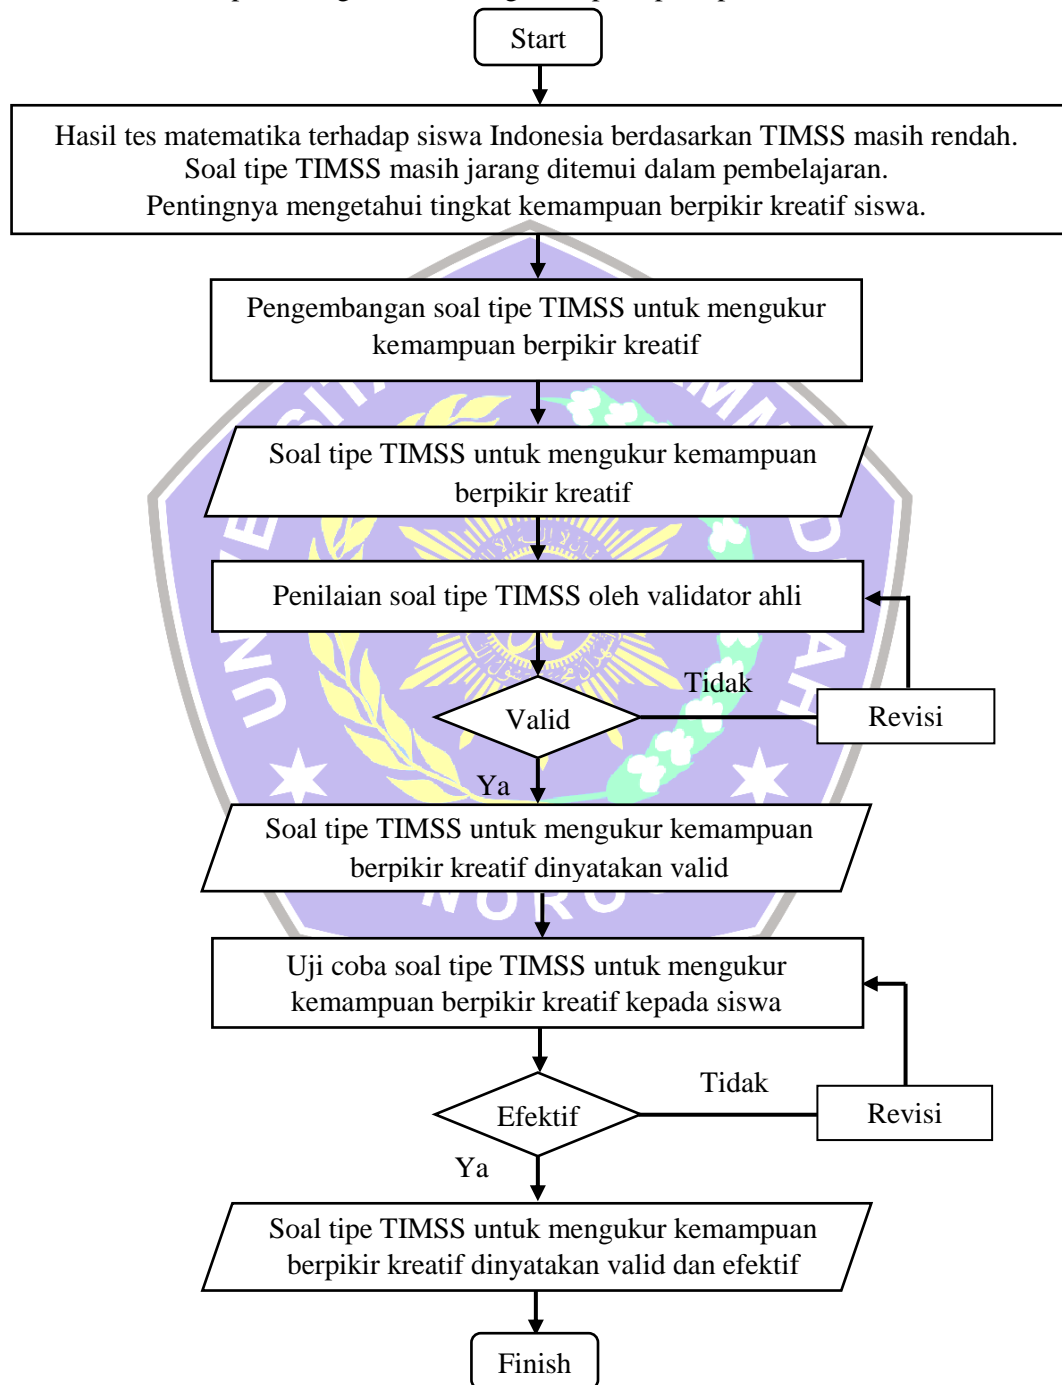 Start
Hasil tes matematika terhadap siswa Indonesia berdasarkan TIMSS masih rendah.
Soal tipe TIMSS masih jarang ditemui dalam pembelajaran.
Pentingnya mengetahui tingkat kemampuan berpikir kreatif siswa.
Pengembangan soal tipe TIMSS untuk mengukur
kemampuan berpikir kreatif
Soal tipe TIMSS untuk mengukur kemampuan
berpikir kreatif
Penilaian soal tipe TIMSS oleh validator ahli
Tidak
Valid
Revisi
Ya
Soal tipe TIMSS untuk mengukur kemampuan
berpikir kreatif dinyatakan valid
Uji coba soal tipe TIMSS untuk mengukur
kemampuan berpikir kreatif kepada siswa
Tidak
Efektif
Revisi
Ya
Soal tipe TIMSS untuk mengukur kemampuan
berpikir kreatif dinyatakan valid dan efektif
Finish